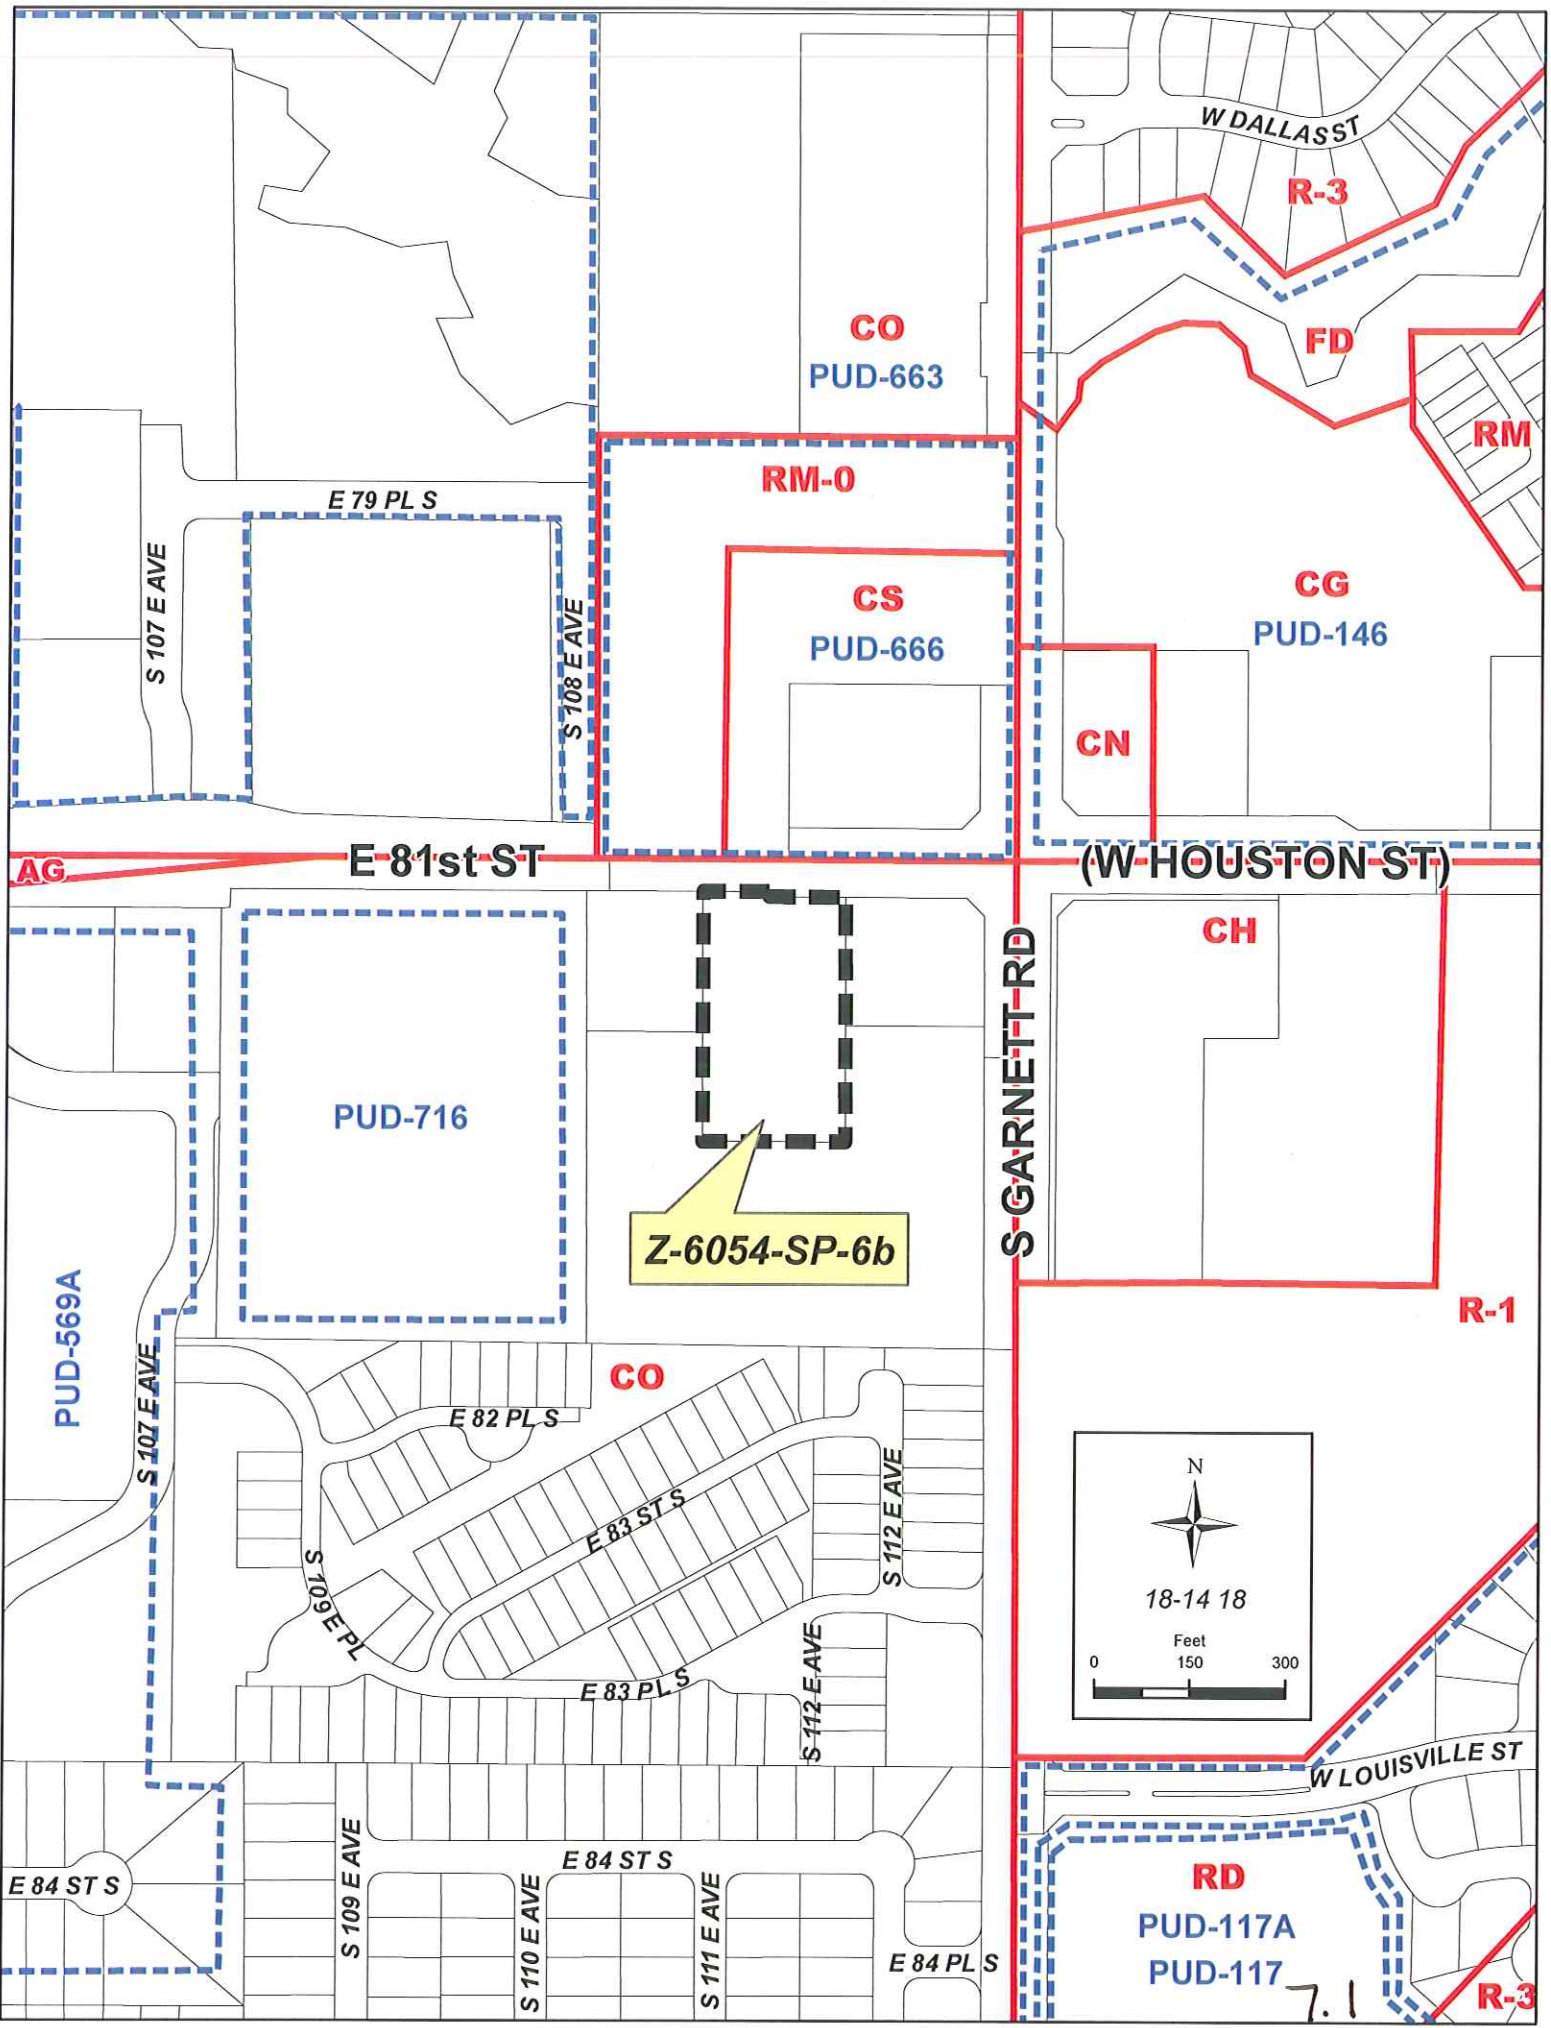 W DALLAS ST
R-3
CO
PUD-663
FD
RM
RM-0
E 79 PL S
S 107 E AVE
S 108 E AVE
CS
PUD-666
CG
PUD-146
CN
AG
E 81st ST
(W HOUSTON ST)
CH
S GARNETT RD
PUD-716
Z-6054-SP-6b
PUD-569A
S 107 E AVE
R-1
CO
E 82 PL S
E 83 ST S
S 112 E AVE
S 109 E PL
E 83 PL S
S 112 E AVE
N
18-14 18
Feet
0 150 300
W LOUISVILLE ST
E 84 ST S
S 109 E AVE
E 84 ST S
S 110 E AVE
S 111 E AVE
E 84 PL S
RD
PUD-117A
PUD-117
7.1
R-3